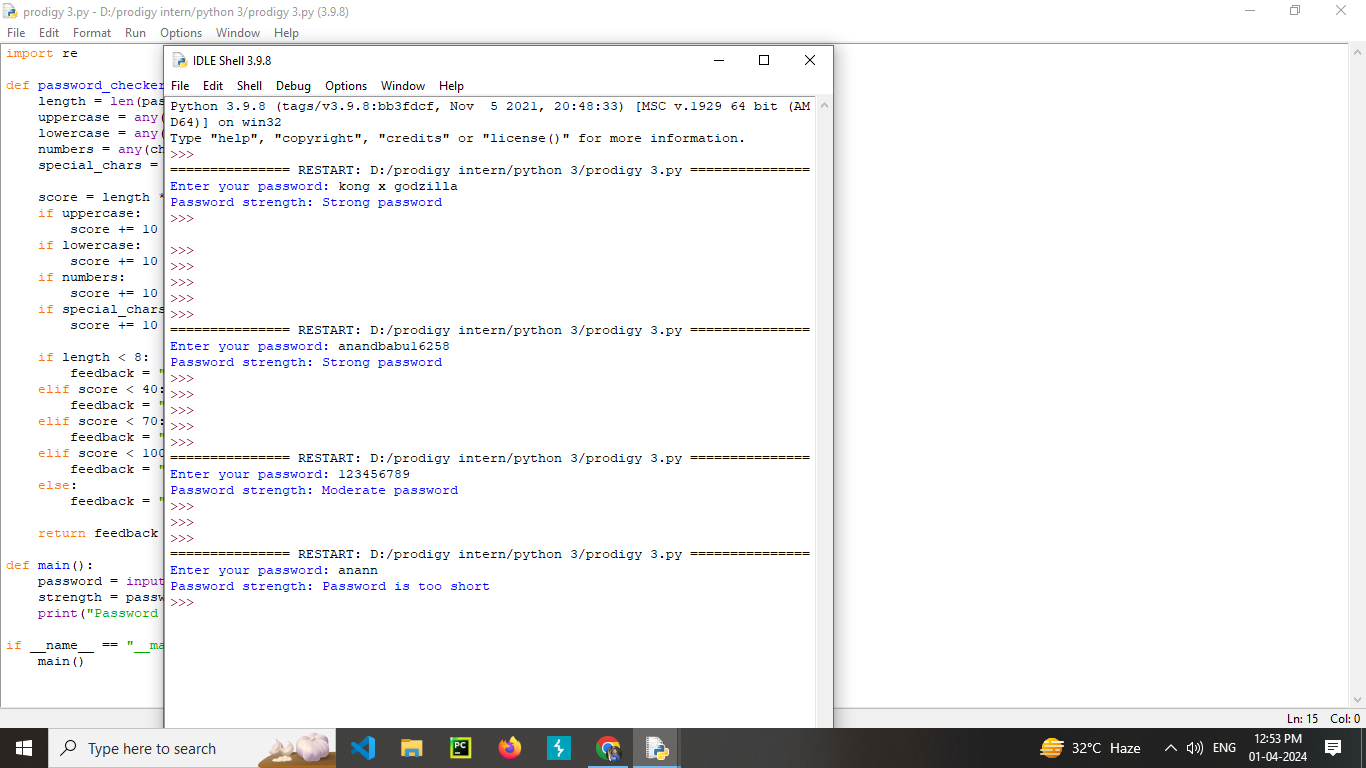 prodigy 3.py - D:/prodigy intern/python 3/prodigy 3.py (3.9.8)
File Edit Format Run Options Window Help
import re
def password_checker
length = len(pas
uppercase = any(
lowercase = any(
numbers = any(ch
special_chars =
score = length *
if uppercase:
score += 10
if lowercase:
score += 10
if numbers:
score += 10
if special_chars
score += 10
if length < 8:
feedback = "
elif score < 40:
feedback = "
elif score < 70:
feedback = "
elif score < 100
feedback = "
else:
feedback = "
return feedback
def main():
password = input
strength = passw
print("Password
if __name__ == "__ma
main()
IDLE Shell 3.9.8
File Edit Shell Debug Options Window Help
Python 3.9.8 (tags/v3.9.8:bb3fdcf, Nov  5 2021, 20:48:33) [MSC v.1929 64 bit (AM
D64)] on win32
Type "help", "copyright", "credits" or "license()" for more information.
>>>
=============== RESTART: D:/prodigy intern/python 3/prodigy 3.py ===============
Enter your password: kong x godzilla
Password strength: Strong password
>>>
>>>
>>>
>>>
>>>
>>>
=============== RESTART: D:/prodigy intern/python 3/prodigy 3.py ===============
Enter your password: anandbabu16258
Password strength: Strong password
>>>
>>>
>>>
>>>
>>>
=============== RESTART: D:/prodigy intern/python 3/prodigy 3.py ===============
Enter your password: 123456789
Password strength: Moderate password
>>>
>>>
>>>
=============== RESTART: D:/prodigy intern/python 3/prodigy 3.py ===============
Enter your password: anann
Password strength: Password is too short
>>>
Ln: 15 Col: 0
Type here to search
PC
32°C Haze
ENG
12:53 PM
01-04-2024